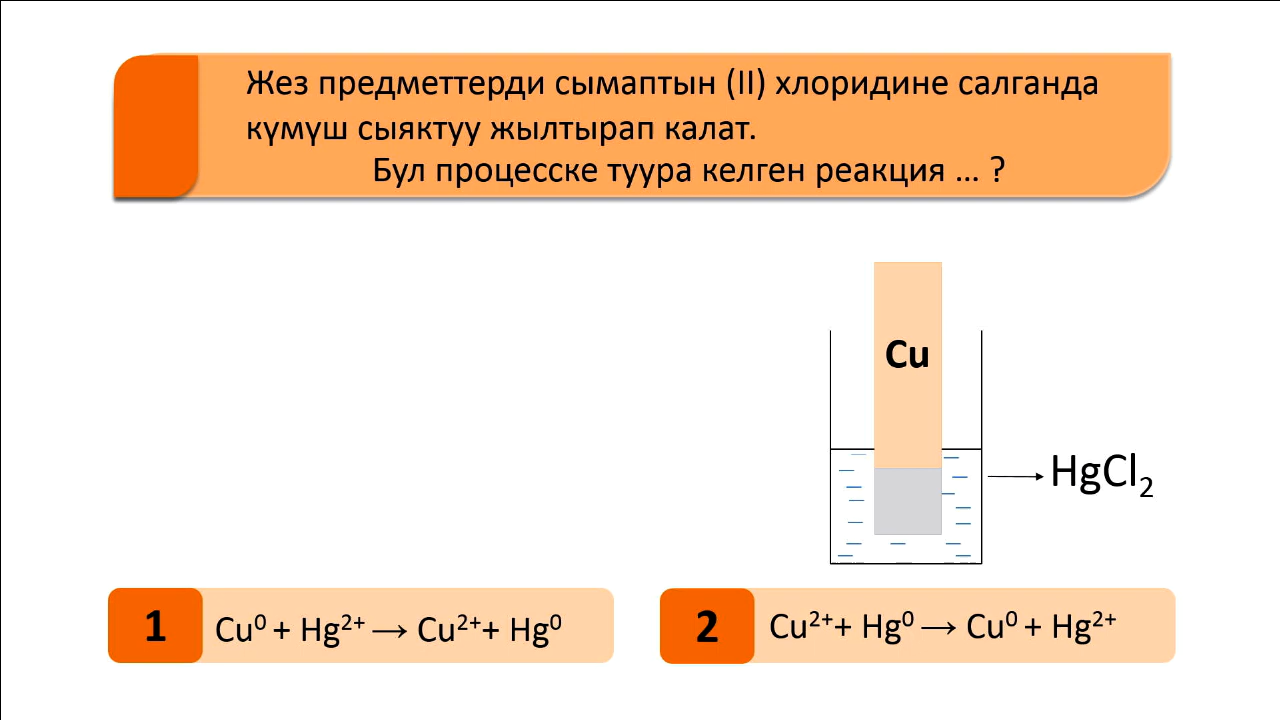 Жез предметтерди сымаптын (II) хлоридине салганда
күмүш сыяктуу жылтырап калат.
Бул процесске туура келген реакция ... ?
Cu
HgCl₂
1 Cu⁰ + Hg²⁺ → Cu²⁺+ Hg⁰
2 Cu²⁺+ Hg⁰ → Cu⁰ + Hg²⁺